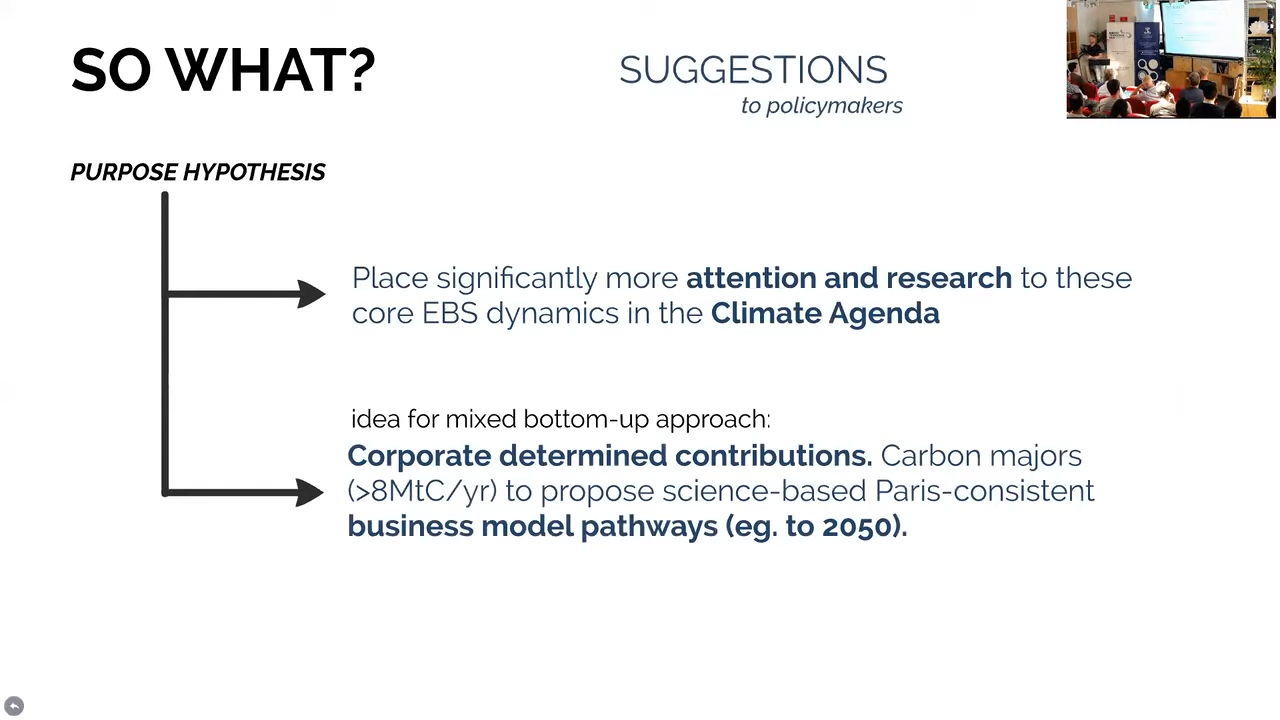 SO WHAT?
SUGGESTIONS
to policymakers
PURPOSE HYPOTHESIS
Place significantly more attention and research to these
core EBS dynamics in the Climate Agenda
idea for mixed bottom-up approach:
Corporate determined contributions. Carbon majors
(>8MtC/yr) to propose science-based Paris-consistent
business model pathways (eg. to 2050).